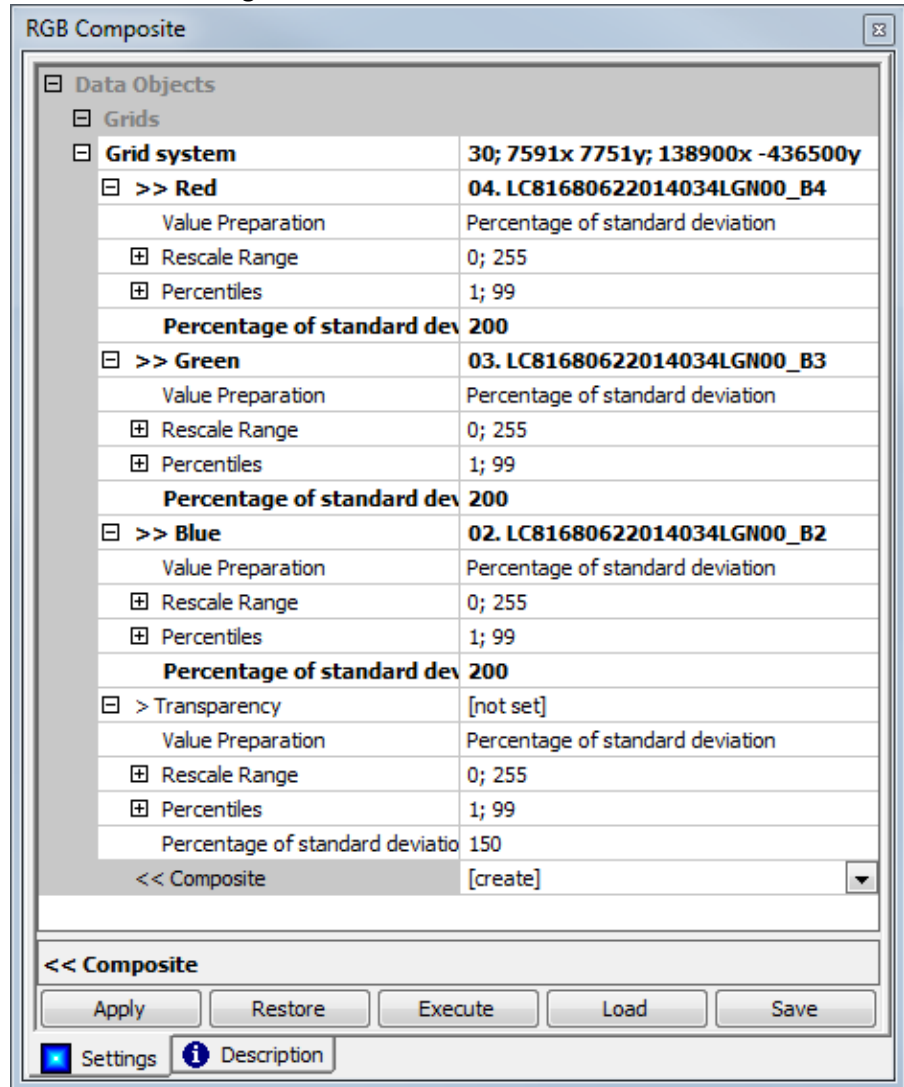 RGB Composite
Data Objects
Grids
Grid system 30; 7591x 7751y; 138900x -436500y
>> Red 04. LC81680622014034LGN00_B4
Value Preparation Percentage of standard deviation
Rescale Range 0; 255
Percentiles 1; 99
Percentage of standard dev 200
>> Green 03. LC81680622014034LGN00_B3
Value Preparation Percentage of standard deviation
Rescale Range 0; 255
Percentiles 1; 99
Percentage of standard dev 200
>> Blue 02. LC81680622014034LGN00_B2
Value Preparation Percentage of standard deviation
Rescale Range 0; 255
Percentiles 1; 99
Percentage of standard dev 200
> Transparency [not set]
Value Preparation Percentage of standard deviation
Rescale Range 0; 255
Percentiles 1; 99
Percentage of standard deviatio 150
<< Composite [create]
<< Composite
Apply Restore Execute Load Save
Settings Description